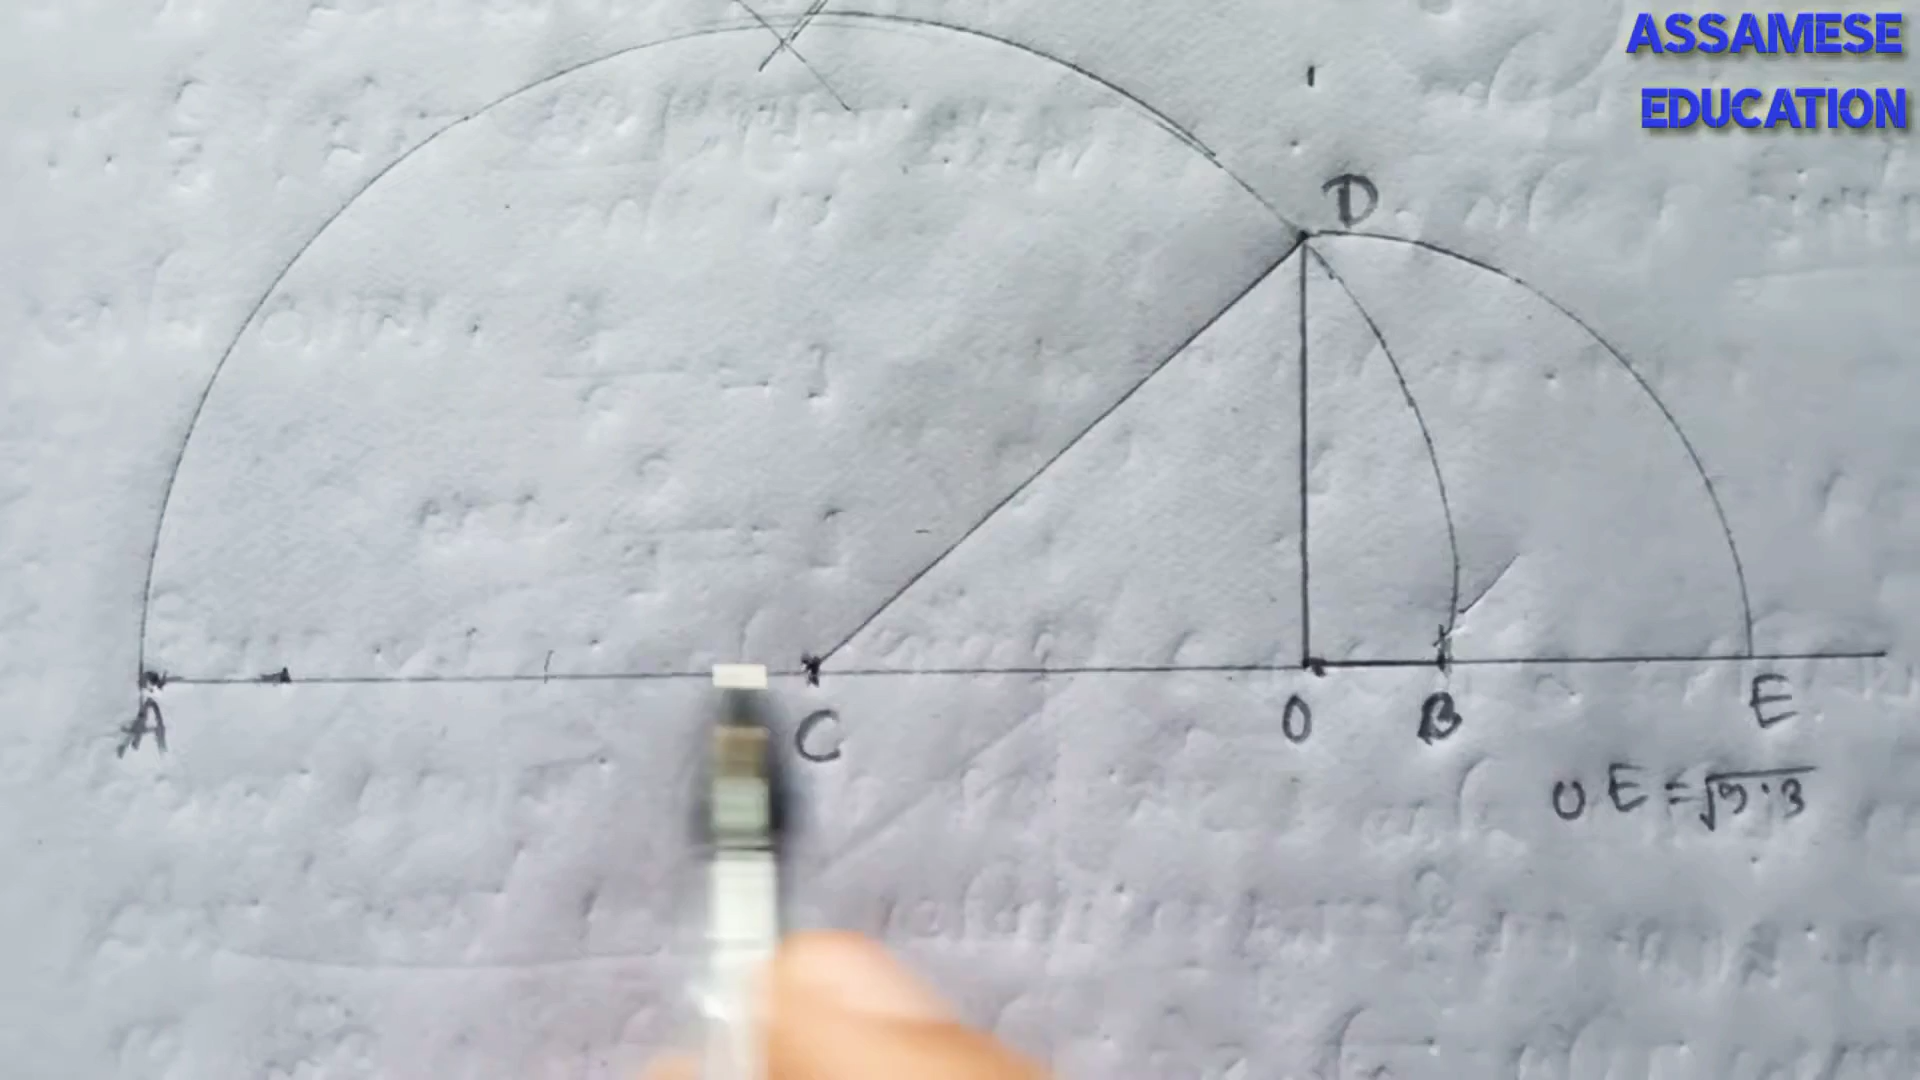 ASSAMESE
EDUCATION
D
A C O B E
OE = √9·3